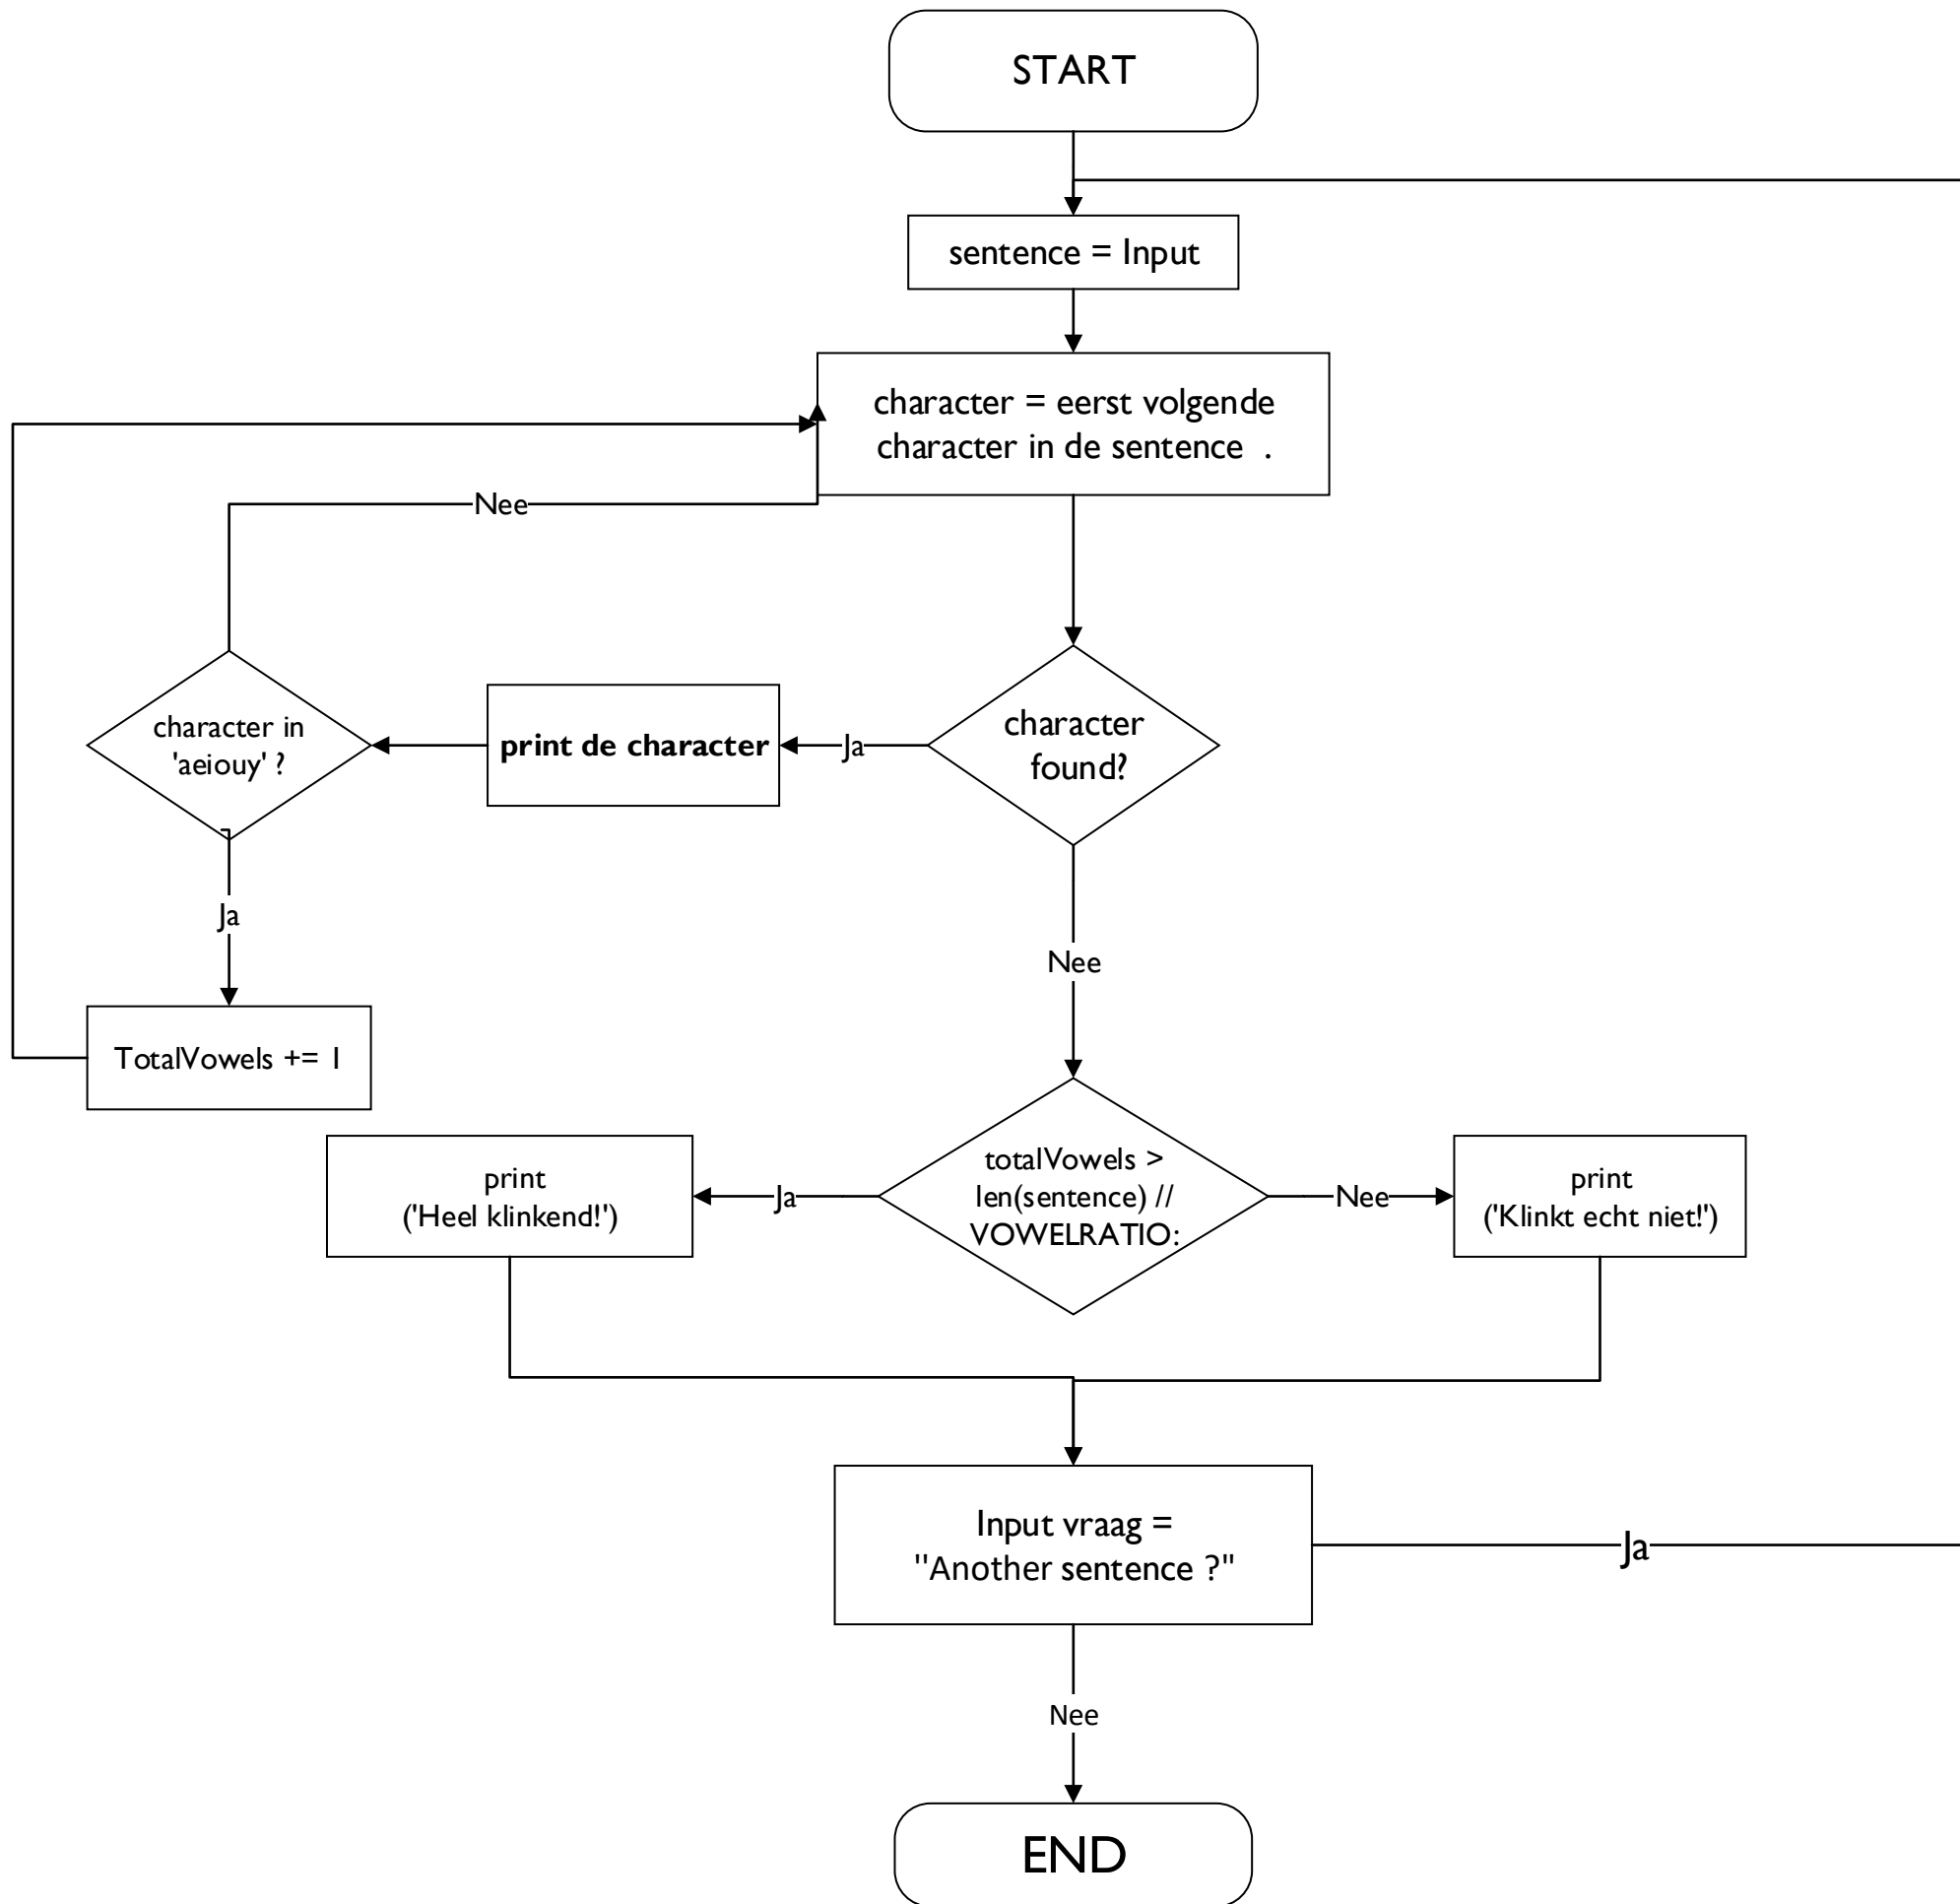 START
sentence = Input
character = eerst volgende
character in de sentence .
Nee
character in
'aeiouy' ?
print de character
Ja
character
found?
Ja
Nee
TotalVowels += 1
print
('Heel klinkend!')
Ja
totalVowels >
len(sentence) //
VOWELRATIO:
Nee
print
('Klinkt echt niet!')
Input vraag =
"Another sentence ?"
Ja
Nee
END